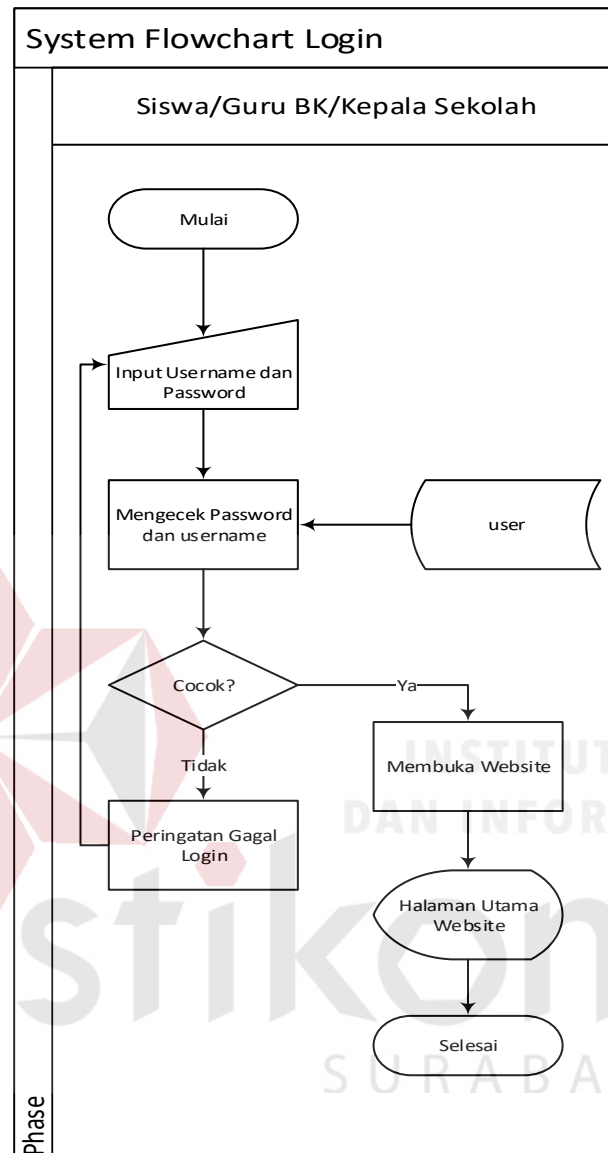 System Flowchart Login
Siswa/Guru BK/Kepala Sekolah
Mulai
Input Username dan
Password
Mengecek Password
dan username
user
Cocok?
Ya
Tidak
Membuka Website
Peringatan Gagal
Login
Halaman Utama
Website
Selesai
Phase
INSTITUT
DAN INFOR
stikom
SURABA